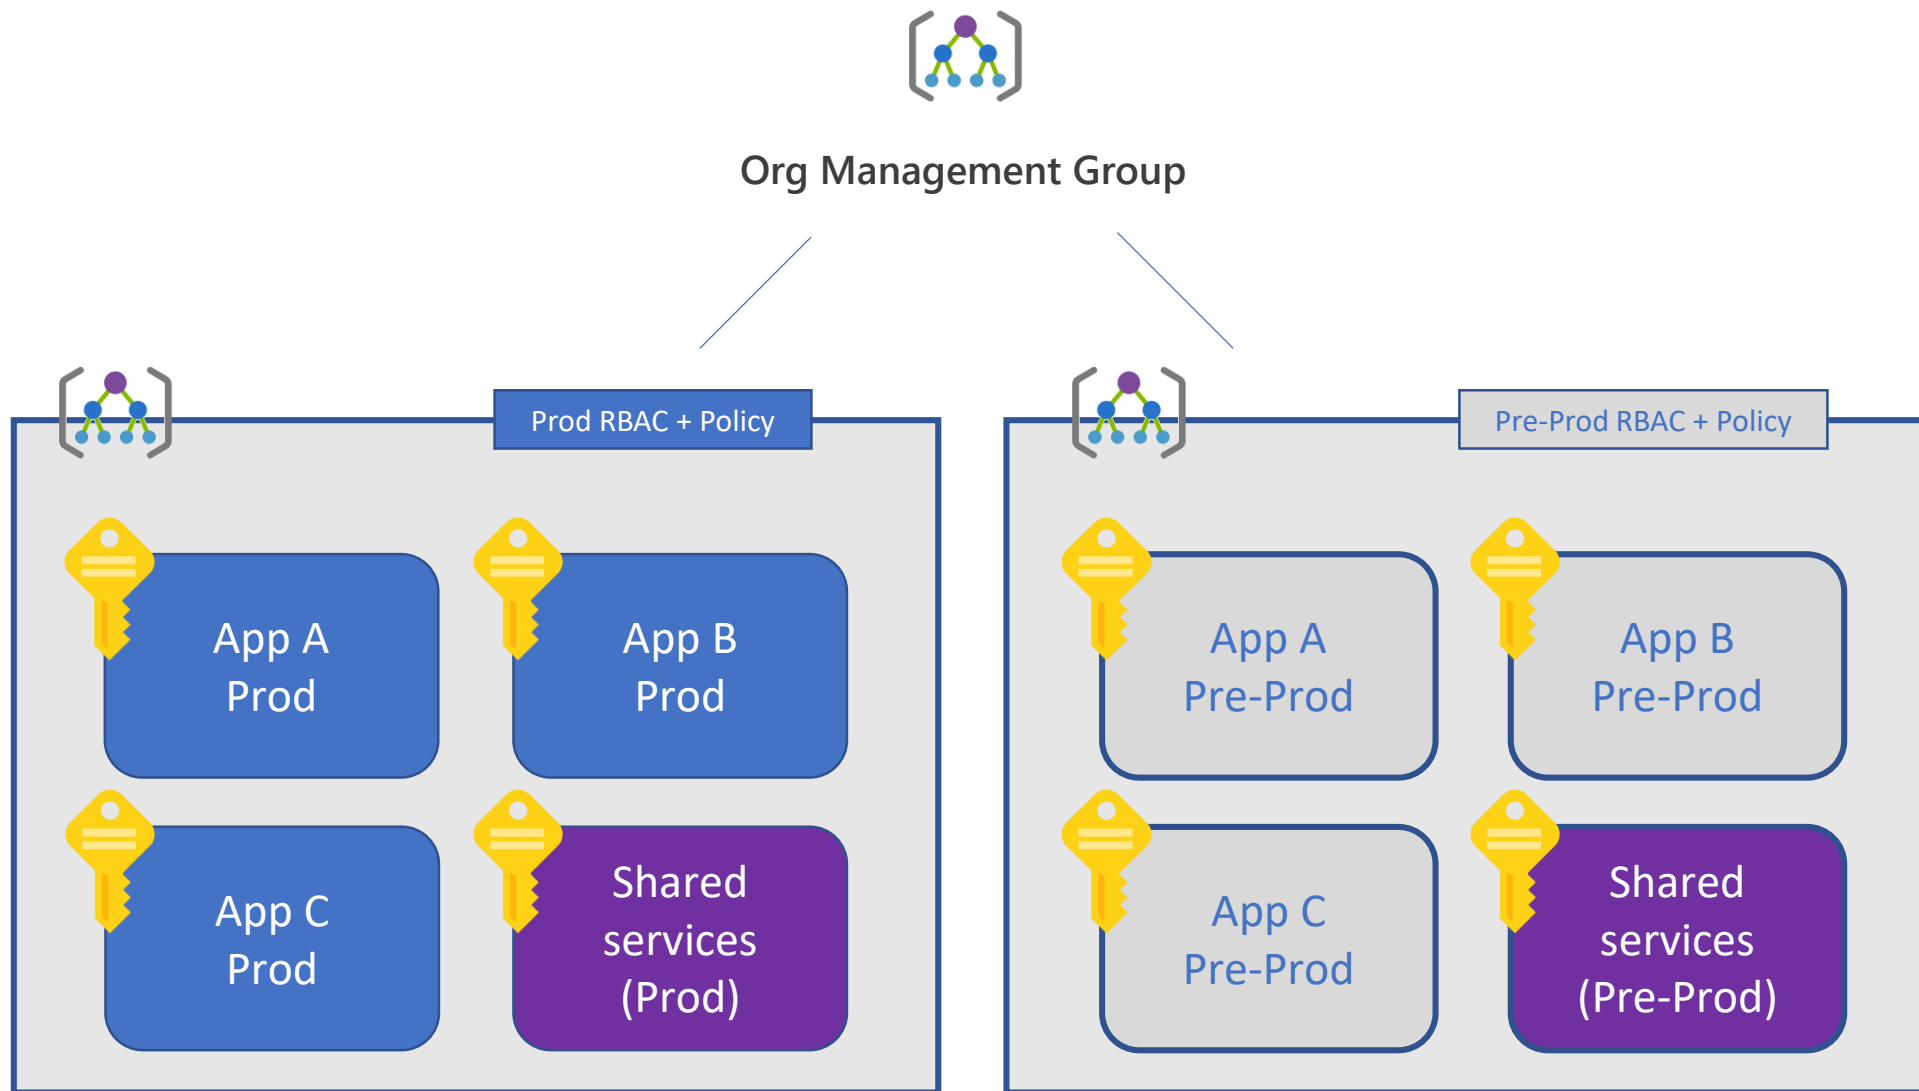 Org Management Group
Prod RBAC + Policy
App A
Prod
App B
Prod
App C
Prod
Shared
services
(Prod)
Pre-Prod RBAC + Policy
App A
Pre-Prod
App B
Pre-Prod
App C
Pre-Prod
Shared
services
(Pre-Prod)